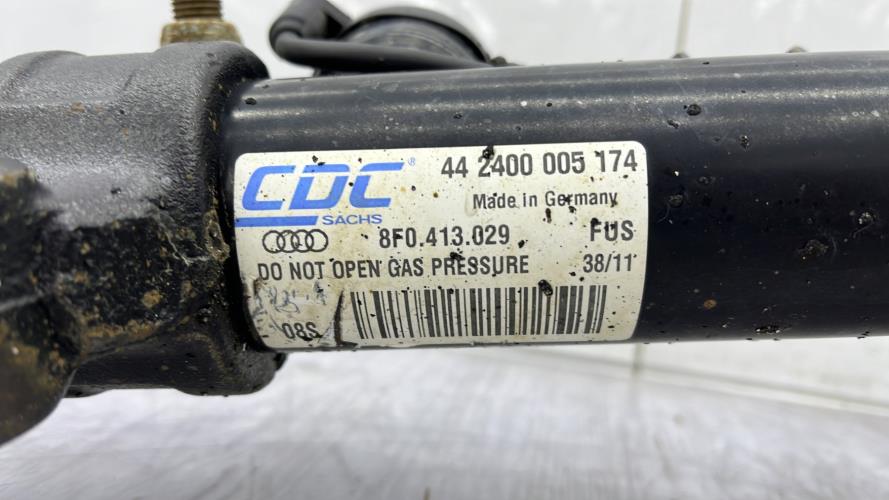 CDC® 44 2400 005 174
SACHS Made in Germany
8F0.413.029 FUS
DO NOT OPEN GAS PRESSURE 38/11
08S